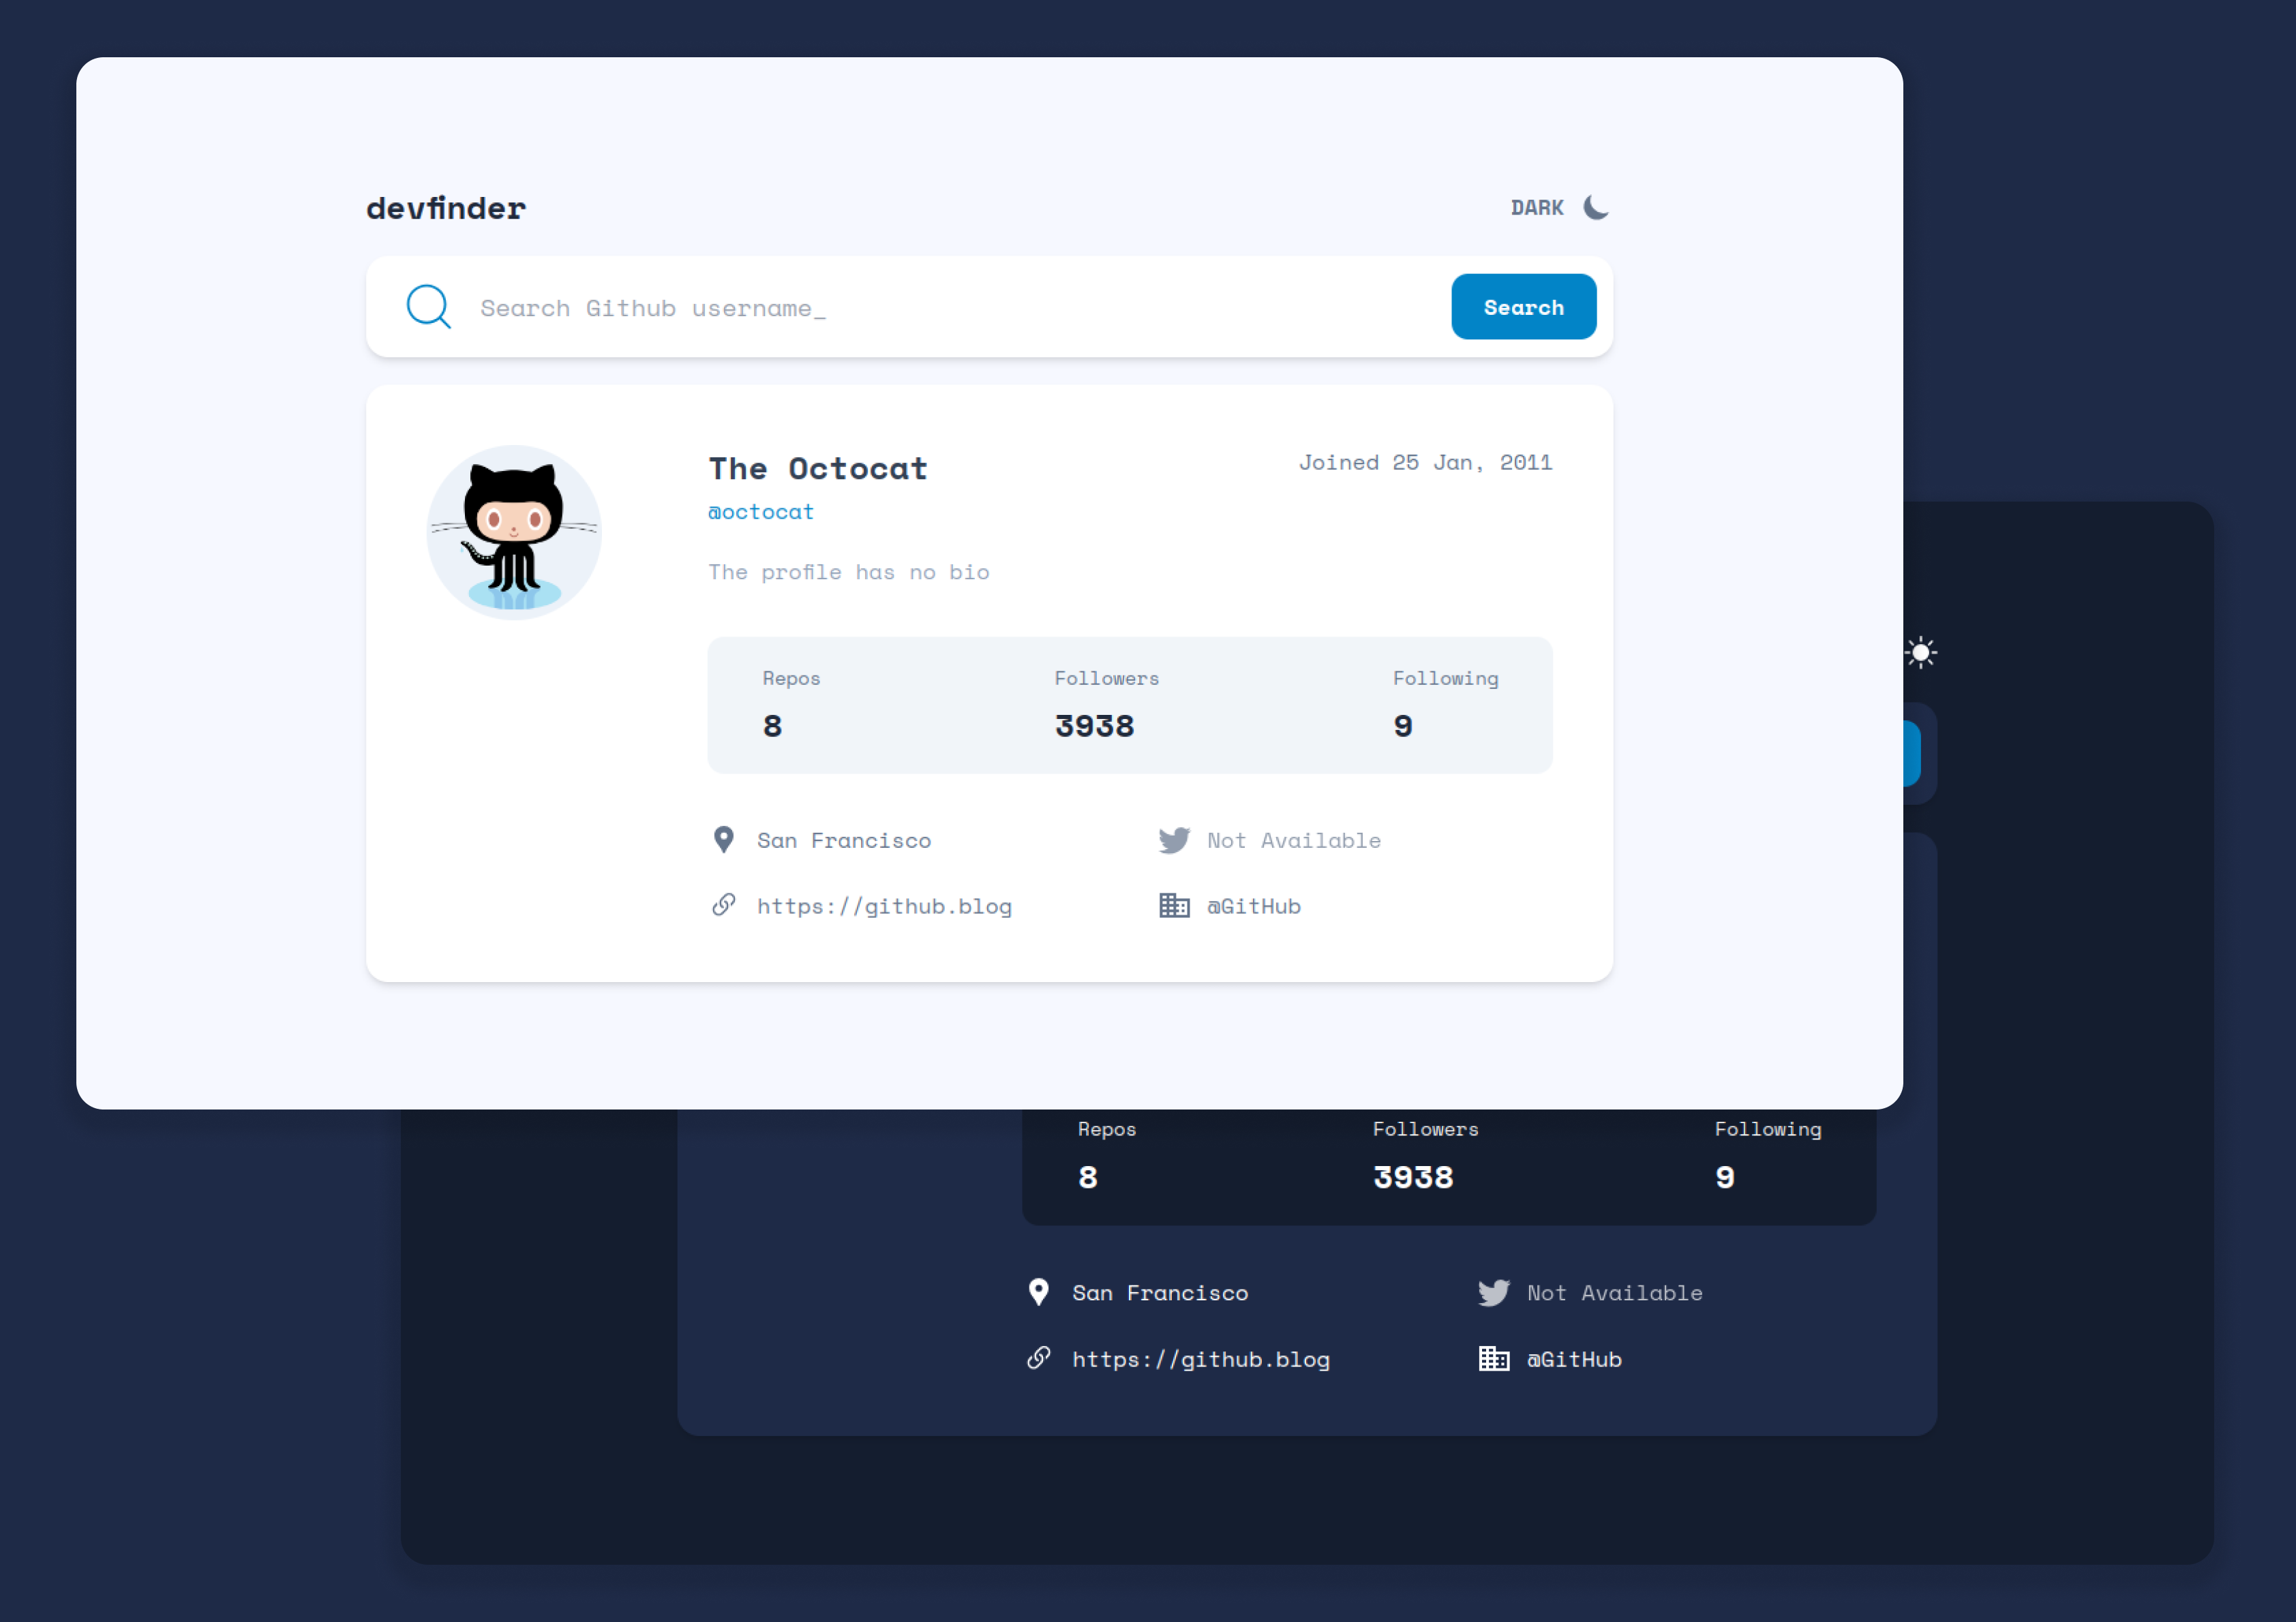 devfinder
DARK
Search Github username_
Search
The Octocat
Joined 25 Jan, 2011
@octocat
The profile has no bio
Repos
Followers
Following
8
3938
9
San Francisco
Not Available
https://github.blog
@GitHub
Repos
Followers
Following
8
3938
9
San Francisco
Not Available
https://github.blog
@GitHub